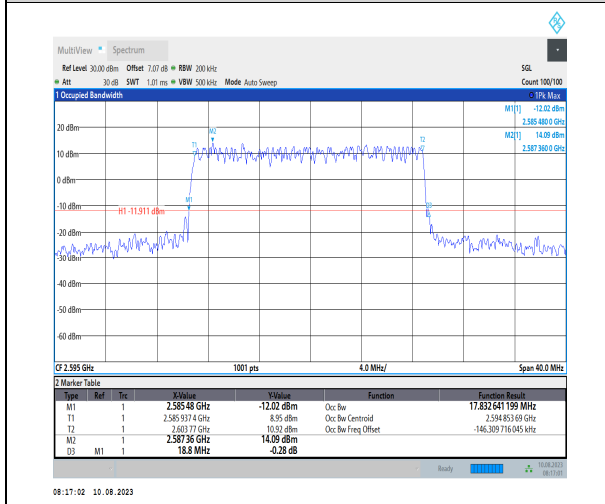 MultiView Spectrum
Ref Level 30.00 dBm Offset 7.07 dB RBW 200 kHz SGL
Att 30 dB SWT 1.01 ms VBW 500 kHz Mode Auto Sweep Count 100/100
1 Occupied Bandwidth 1Pk Max
M1[1] -12.02 dBm
2.585 480 0 GHz
M2[1] 14.09 dBm
2.587 360 0 GHz
20 dBm
M2
T1
T2
10 dBm
0 dBm
-10 dBm
M1
D3
H1 -11.911 dBm
-20 dBm
-30 dBm
-40 dBm
-50 dBm
-60 dBm
CF 2.595 GHz 1001 pts 4.0 MHz/ Span 40.0 MHz
2 Marker Table
Type Ref Trc X-Value Y-Value Function Function Result
M1 1 2.585 48 GHz -12.02 dBm Occ Bw 17.832 641 199 MHz
T1 1 2.585 937 4 GHz 8.95 dBm Occ Bw Centroid 2.594 853 69 GHz
T2 1 2.603 77 GHz 10.92 dBm Occ Bw Freq Offset -146.309 716 045 kHz
M2 1 2.587 36 GHz 14.09 dBm
D3 M1 1 18.8 MHz -0.28 dB
Ready 10.08.2023
08:17:01
08:17:02 10.08.2023